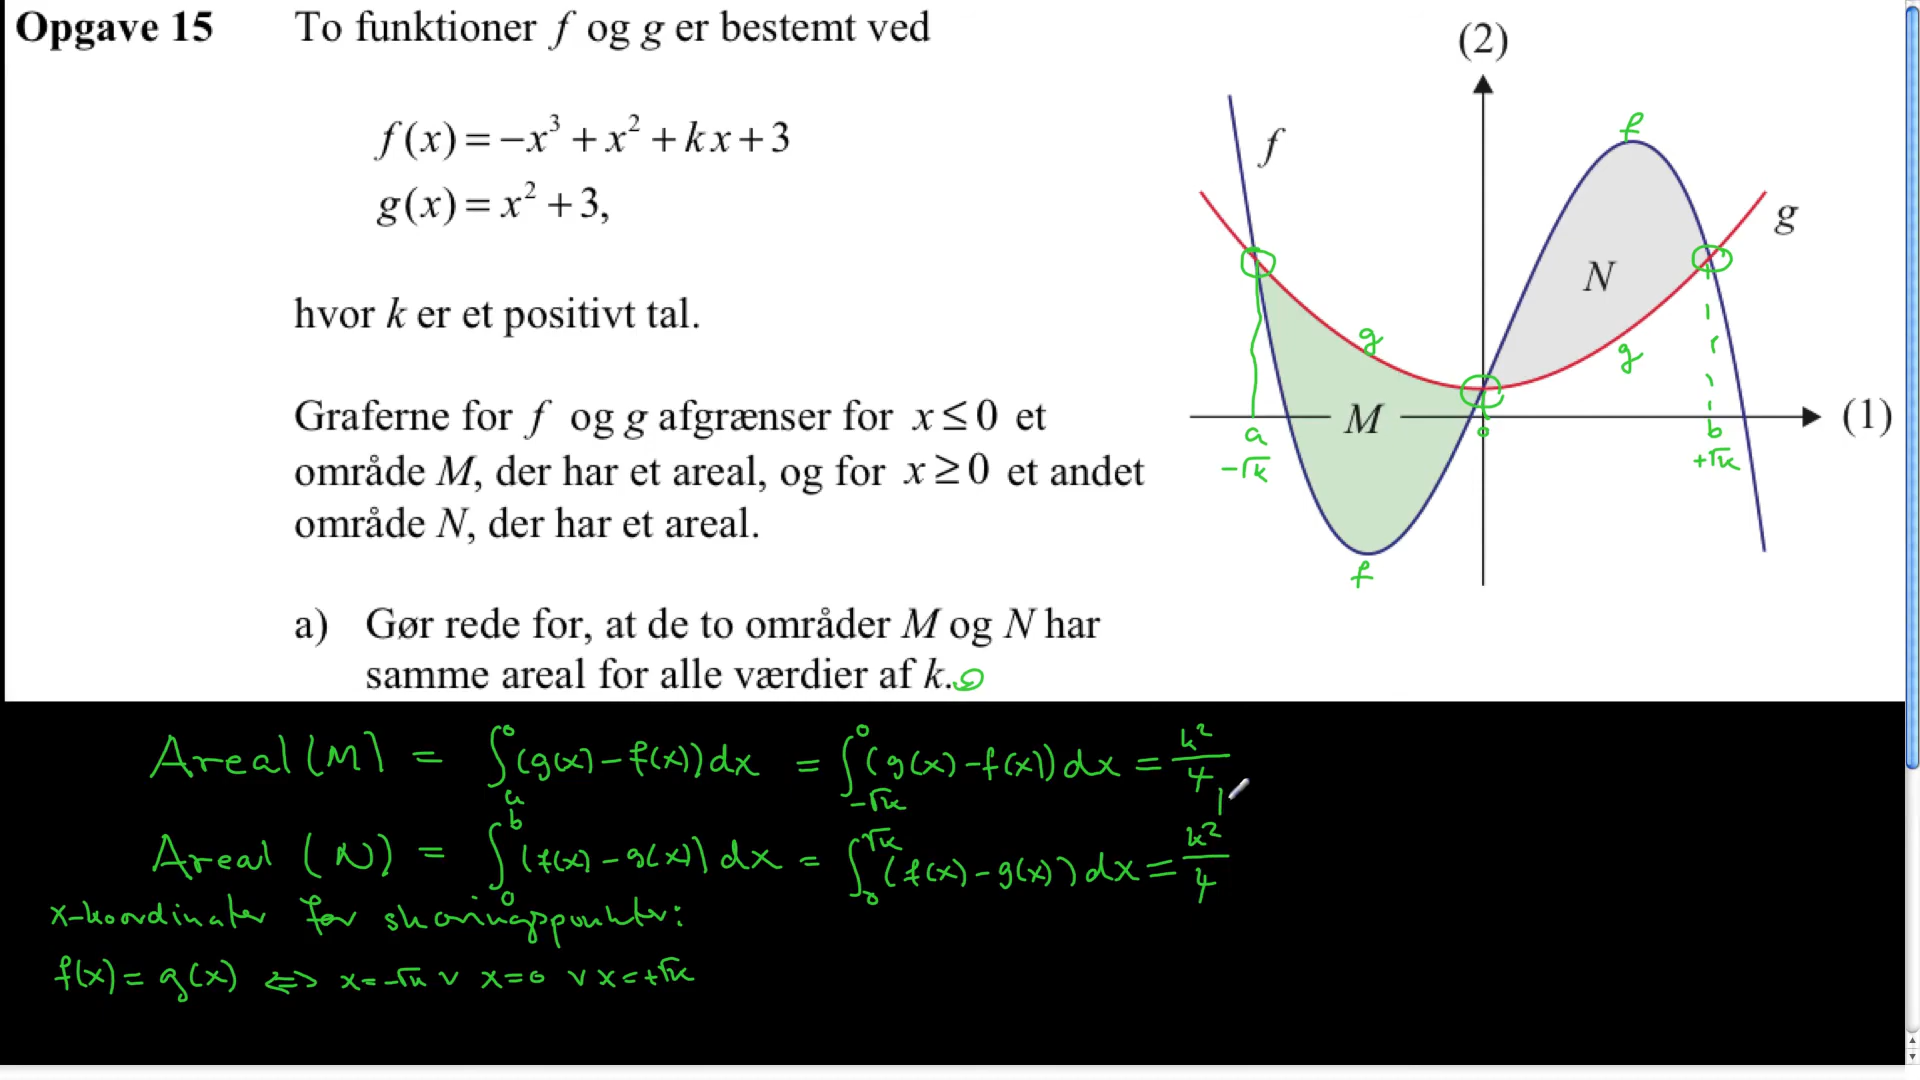 Opgave 15 To funktioner f og g er bestemt ved
f(x) = −x³ + x² + kx + 3
g(x) = x² + 3,
hvor k er et positivt tal.
Graferne for f og g afgrænser for x ≤ 0 et
område M, der har et areal, og for x ≥ 0 et andet
område N, der har et areal.
a) Gør rede for, at de to områder M og N har
samme areal for alle værdier af k.
(2)
f
f
g
N
g
g
M
(1)
a
0
b
−√k
+√k
f
Areal (M) = ∫ₐ⁰ (g(x) − f(x)) dx = ∫_{−√k}^0 (g(x) − f(x)) dx = k²/4
Areal (N) = ∫₀ᵇ (f(x) − g(x)) dx = ∫_0^{√k} (f(x) − g(x)) dx = k²/4
x-koordinater for skæringspunkter:
f(x) = g(x) ⇔ x = −√k ∨ x = 0 ∨ x = +√k